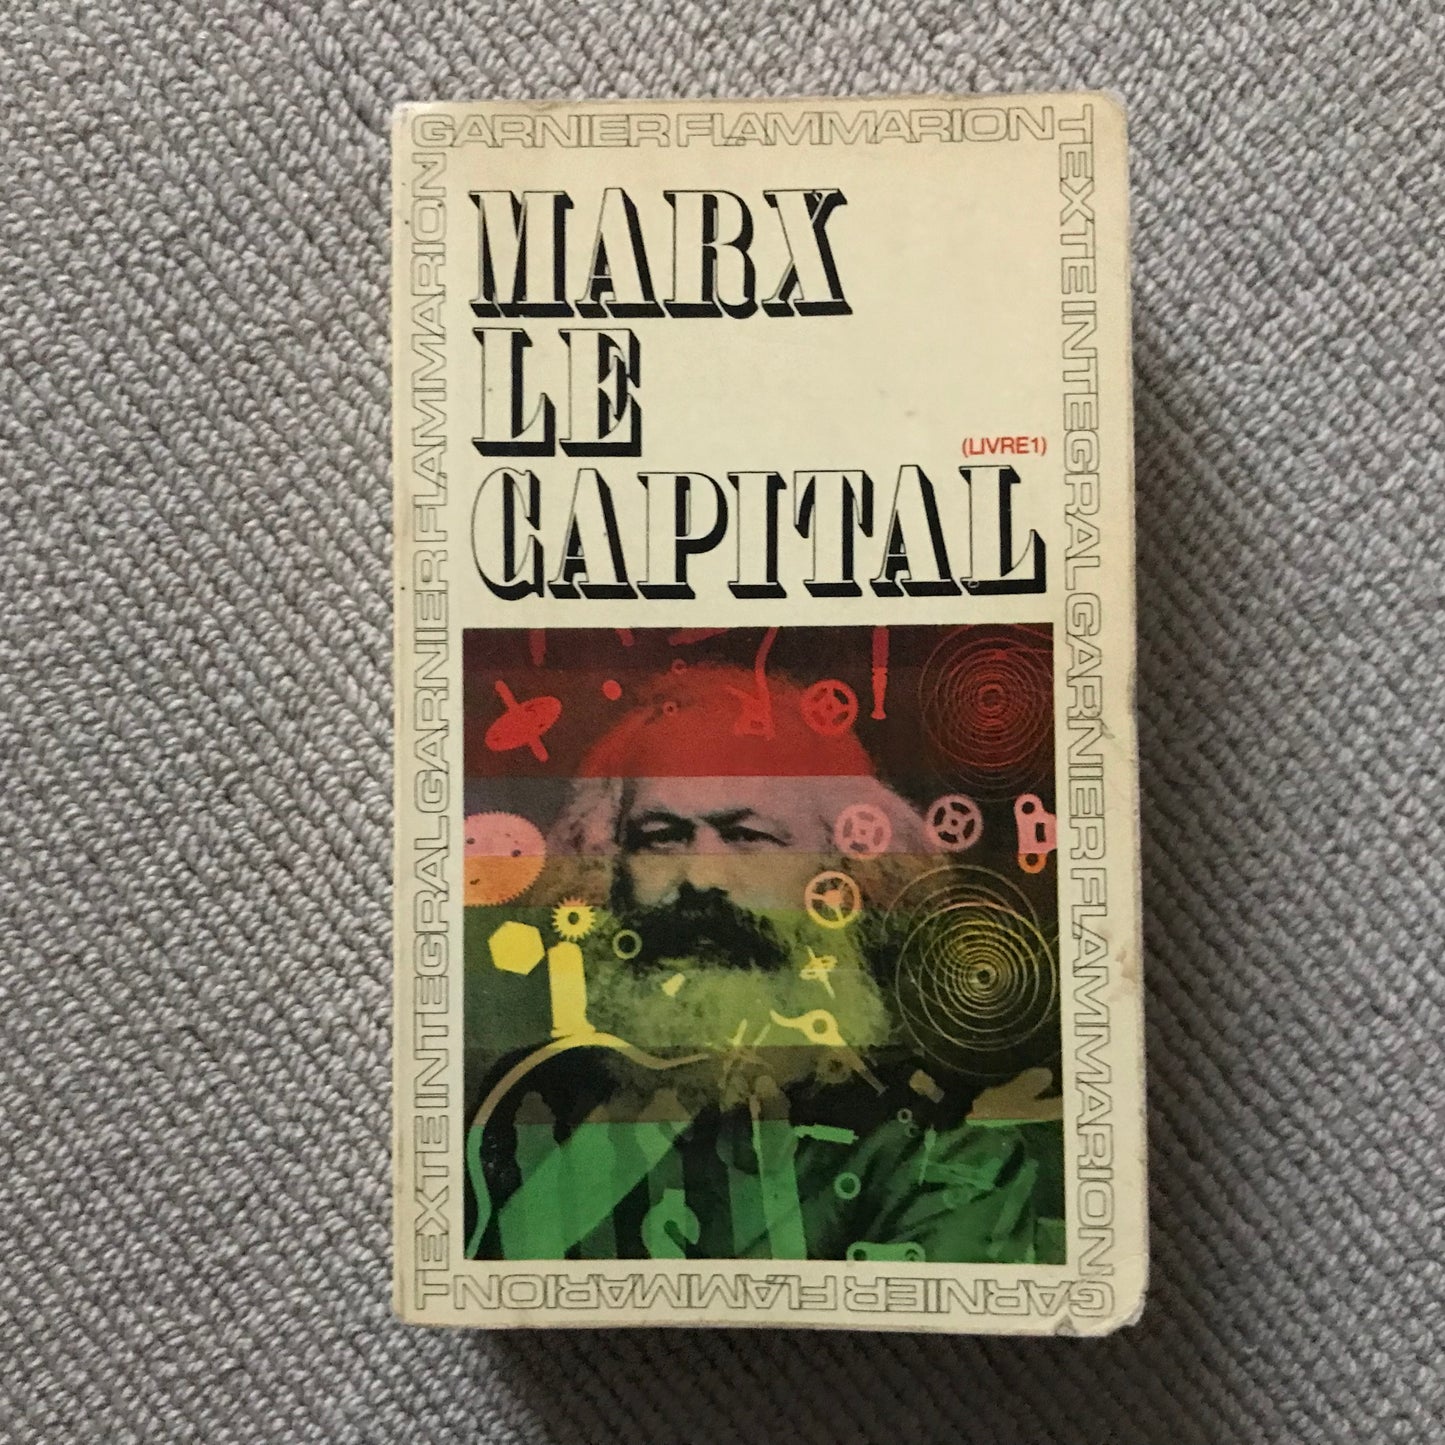 GARNIER FLAMMARION
TEXTE INTEGRAL GARNIER FLAMMARION
GARNIER FLAMMARION
TEXTE INTEGRAL GARNIER FLAMMARION
MARX
LE
(LIVRE1)
CAPITAL